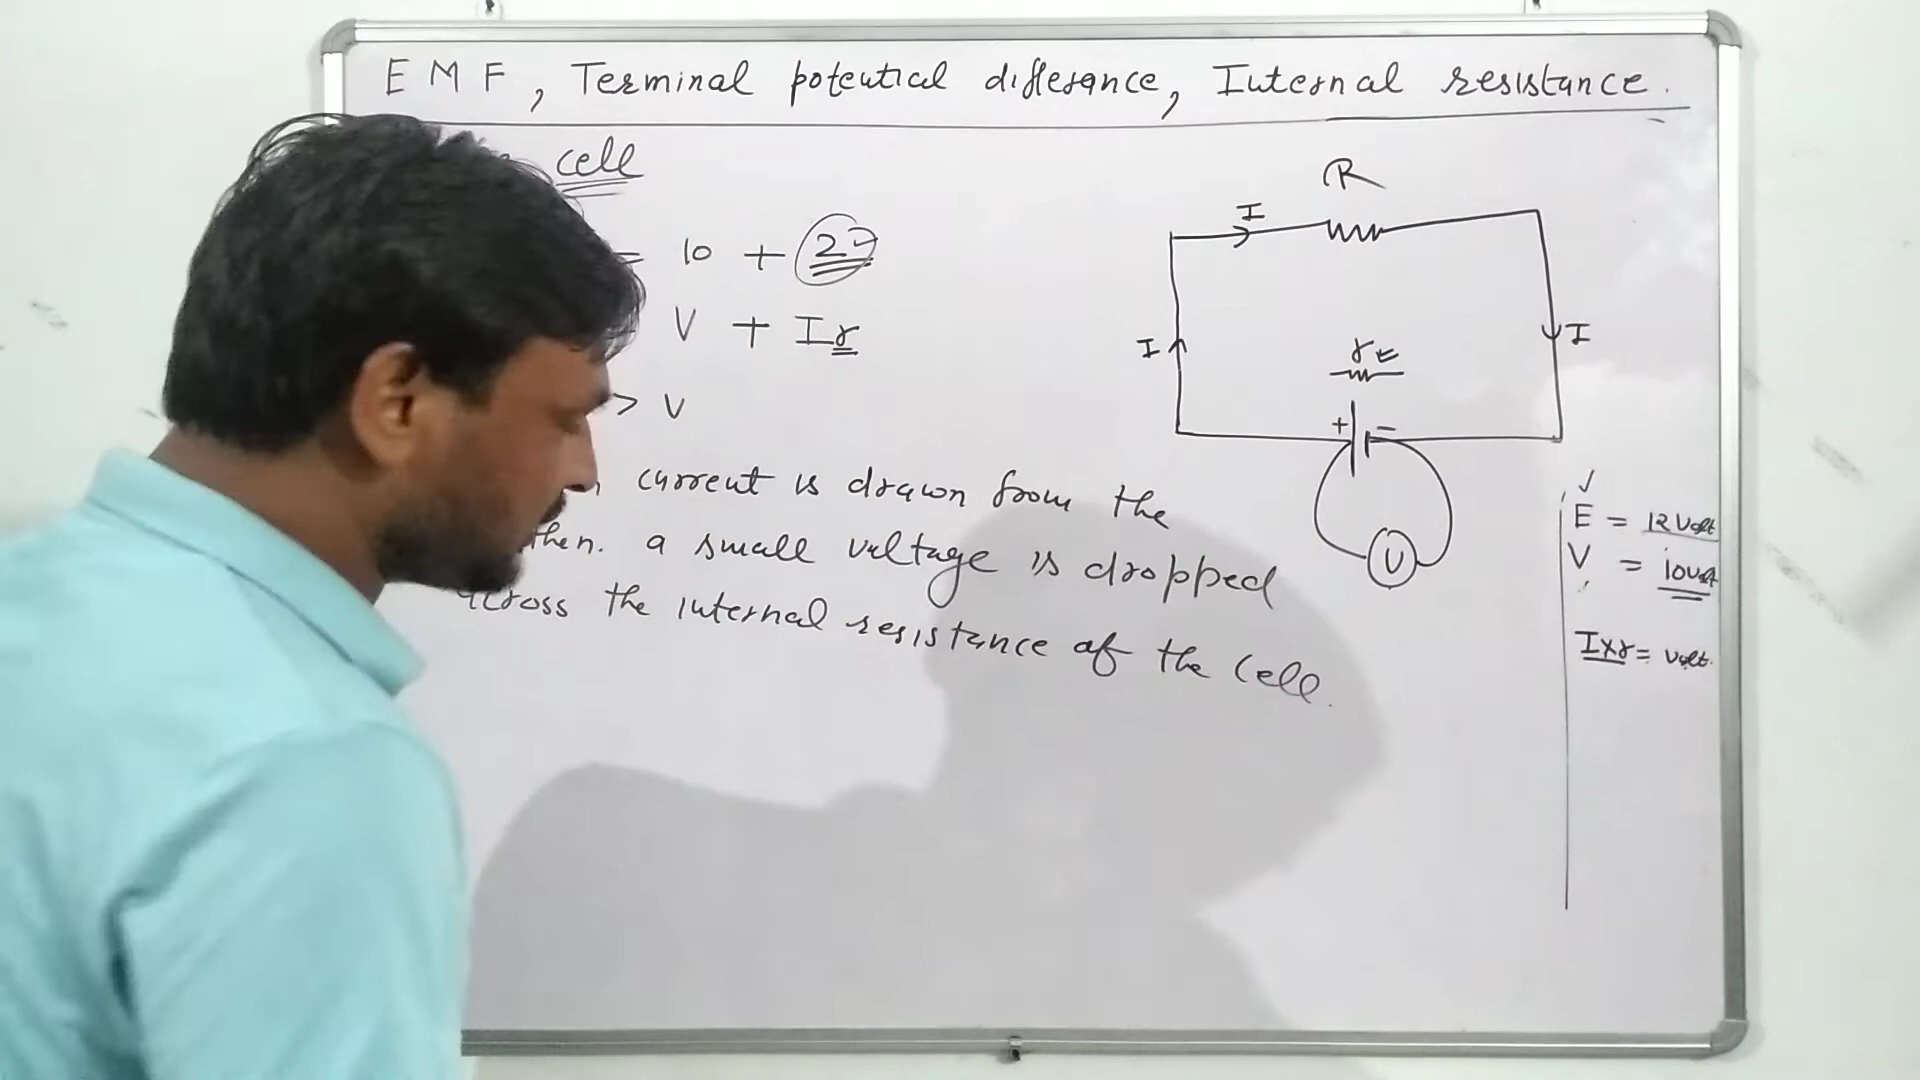 EMF, Terminal potential difference, Internal resistance.
cell
= 10 + 2
V + Ir
> V
current is drawn from the
then. a small voltage is dropped
across the internal resistance of the cell.
R
I
I
I
r
+ -
V
E = 12 Volt
V = 10 volt
I×r = volt.